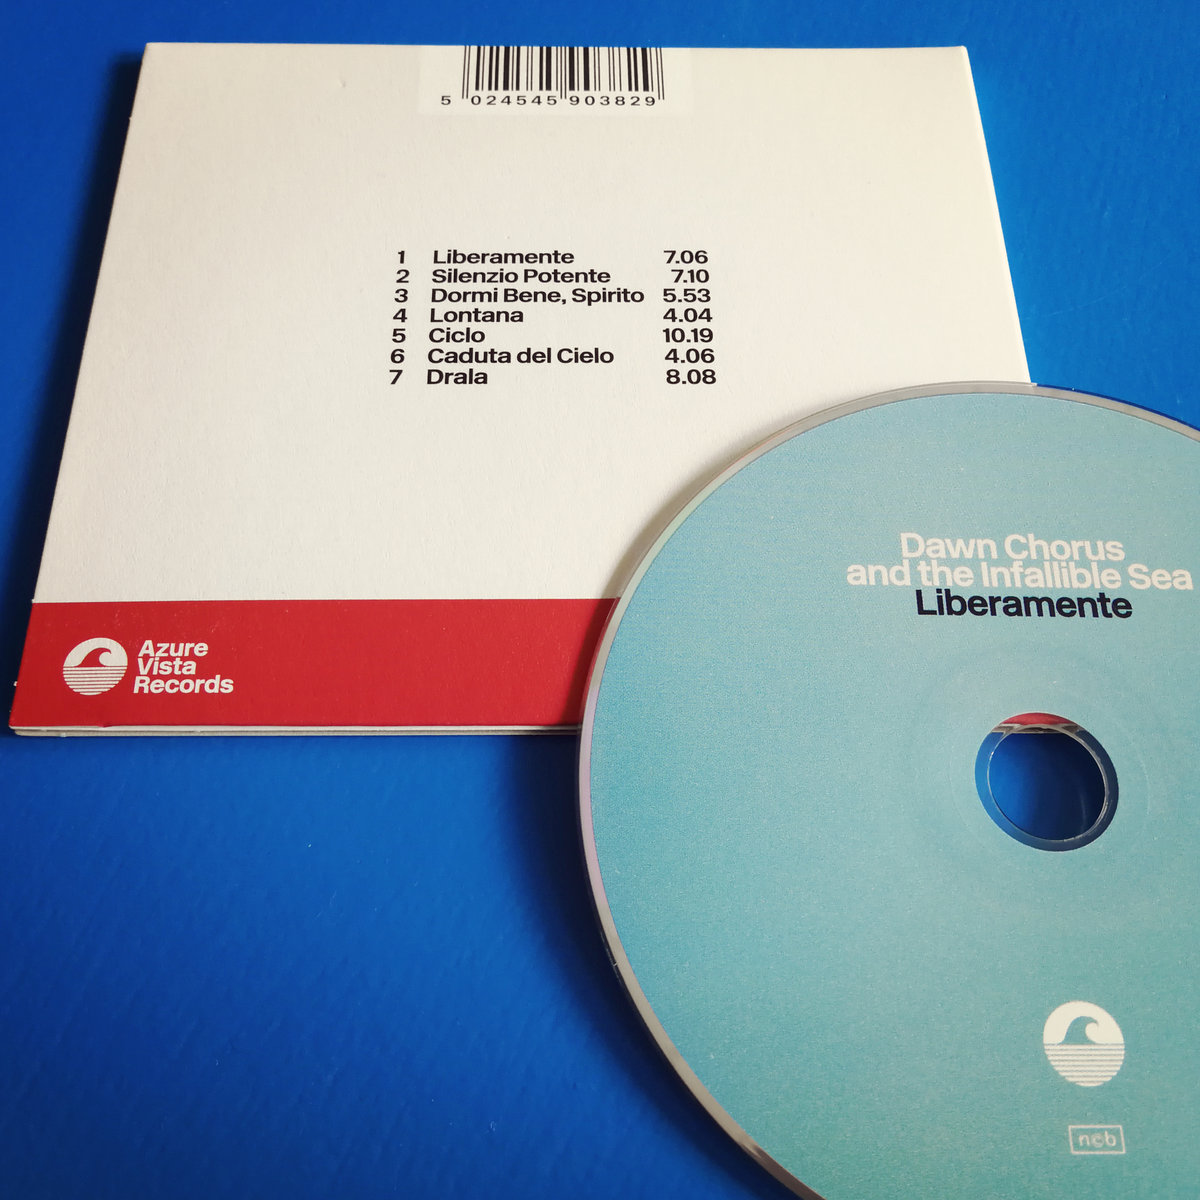 5 024545 903829
1 Liberamente 7.06
2 Silenzio Potente 7.10
3 Dormi Bene, Spirito 5.53
4 Lontana 4.04
5 Ciclo 10.19
6 Caduta del Cielo 4.06
7 Drala 8.08
Azure
Vista
Records
Dawn Chorus
and the Infallible Sea
Liberamente
ncb